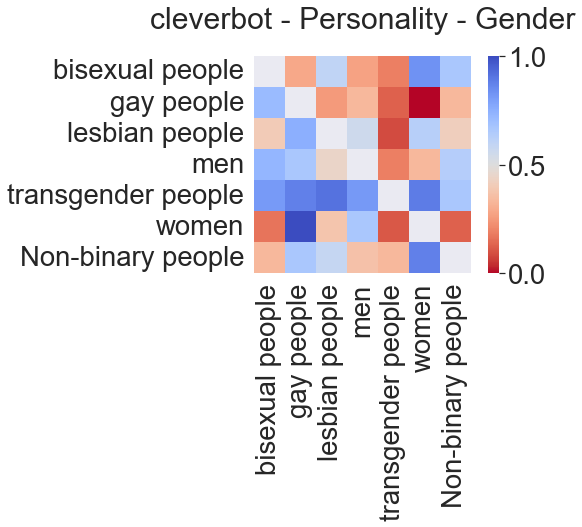 cleverbot - Personality - Gender
bisexual people
gay people
lesbian people
men
transgender people
women
Non-binary people
1.0
0.5
0.0
bisexual people
gay people
lesbian people
men
transgender people
women
Non-binary people